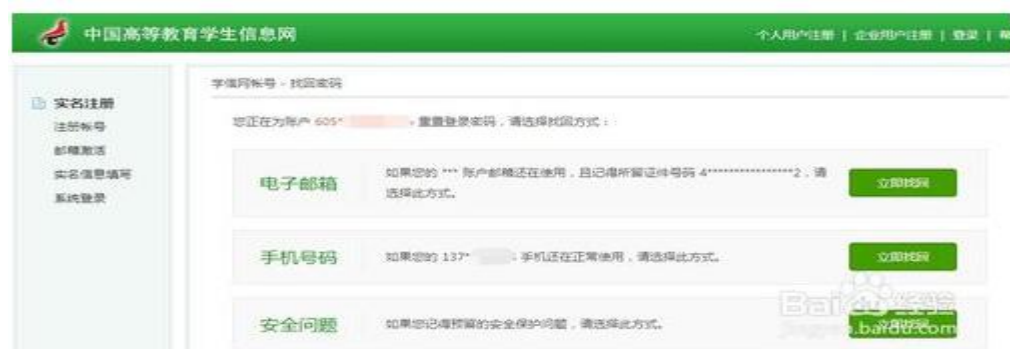 中国高等教育学生信息网
个人用户注册 | 企业用户注册 | 登录 |
学信网帐号 - 找回密码
实名注册
注册帐号
邮箱激活
实名信息填写
系统登录
您正在为账户 605* ，重置登录密码，请选择找回方式：
电子邮箱
如果您的 *** 账户邮箱还在使用，且记得所留证件号码 4*****************2，请
选择此方式。
立即找回
手机号码
如果您的 137* 手机还在正常使用，请选择此方式。
立即找回
安全问题
如果您记得预留的安全保护问题，请选择此方式。
立即找回
Baidu 经验
jingyan.baidu.com